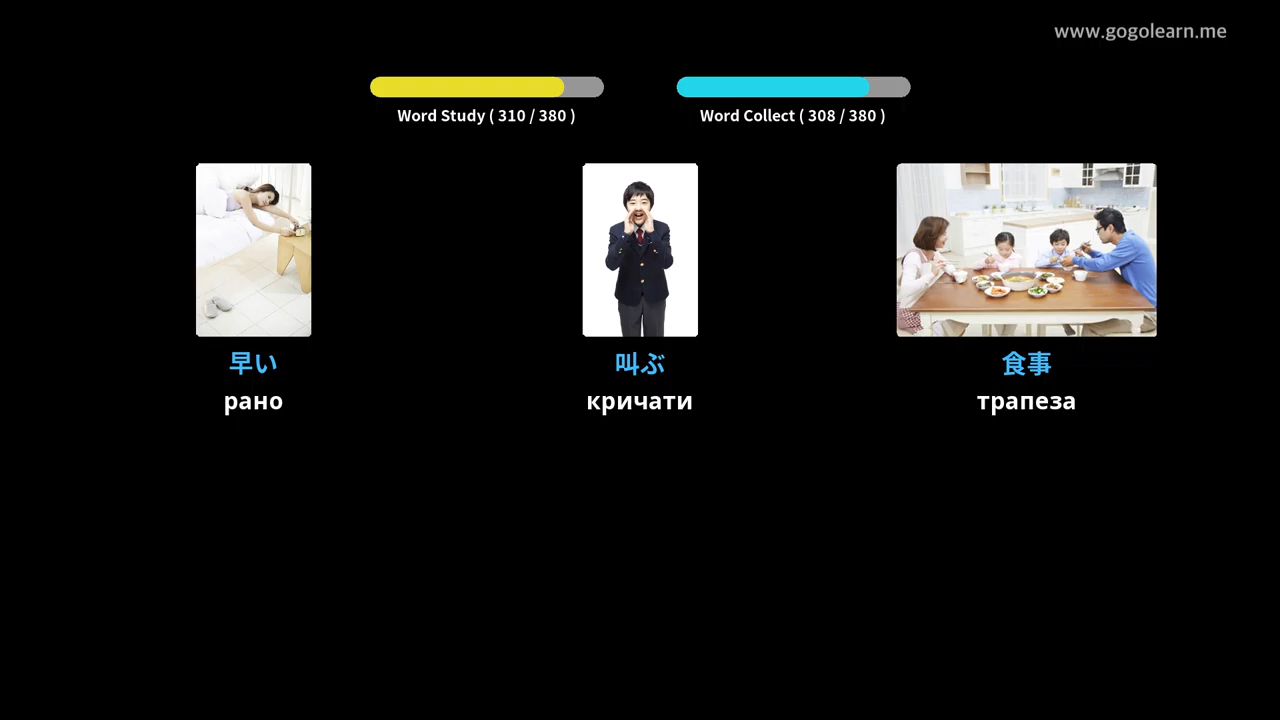 www.gogolearn.me
Word Study ( 310 / 380 )
Word Collect ( 308 / 380 )
早い
叫ぶ
食事
рано
кричати
трапеза